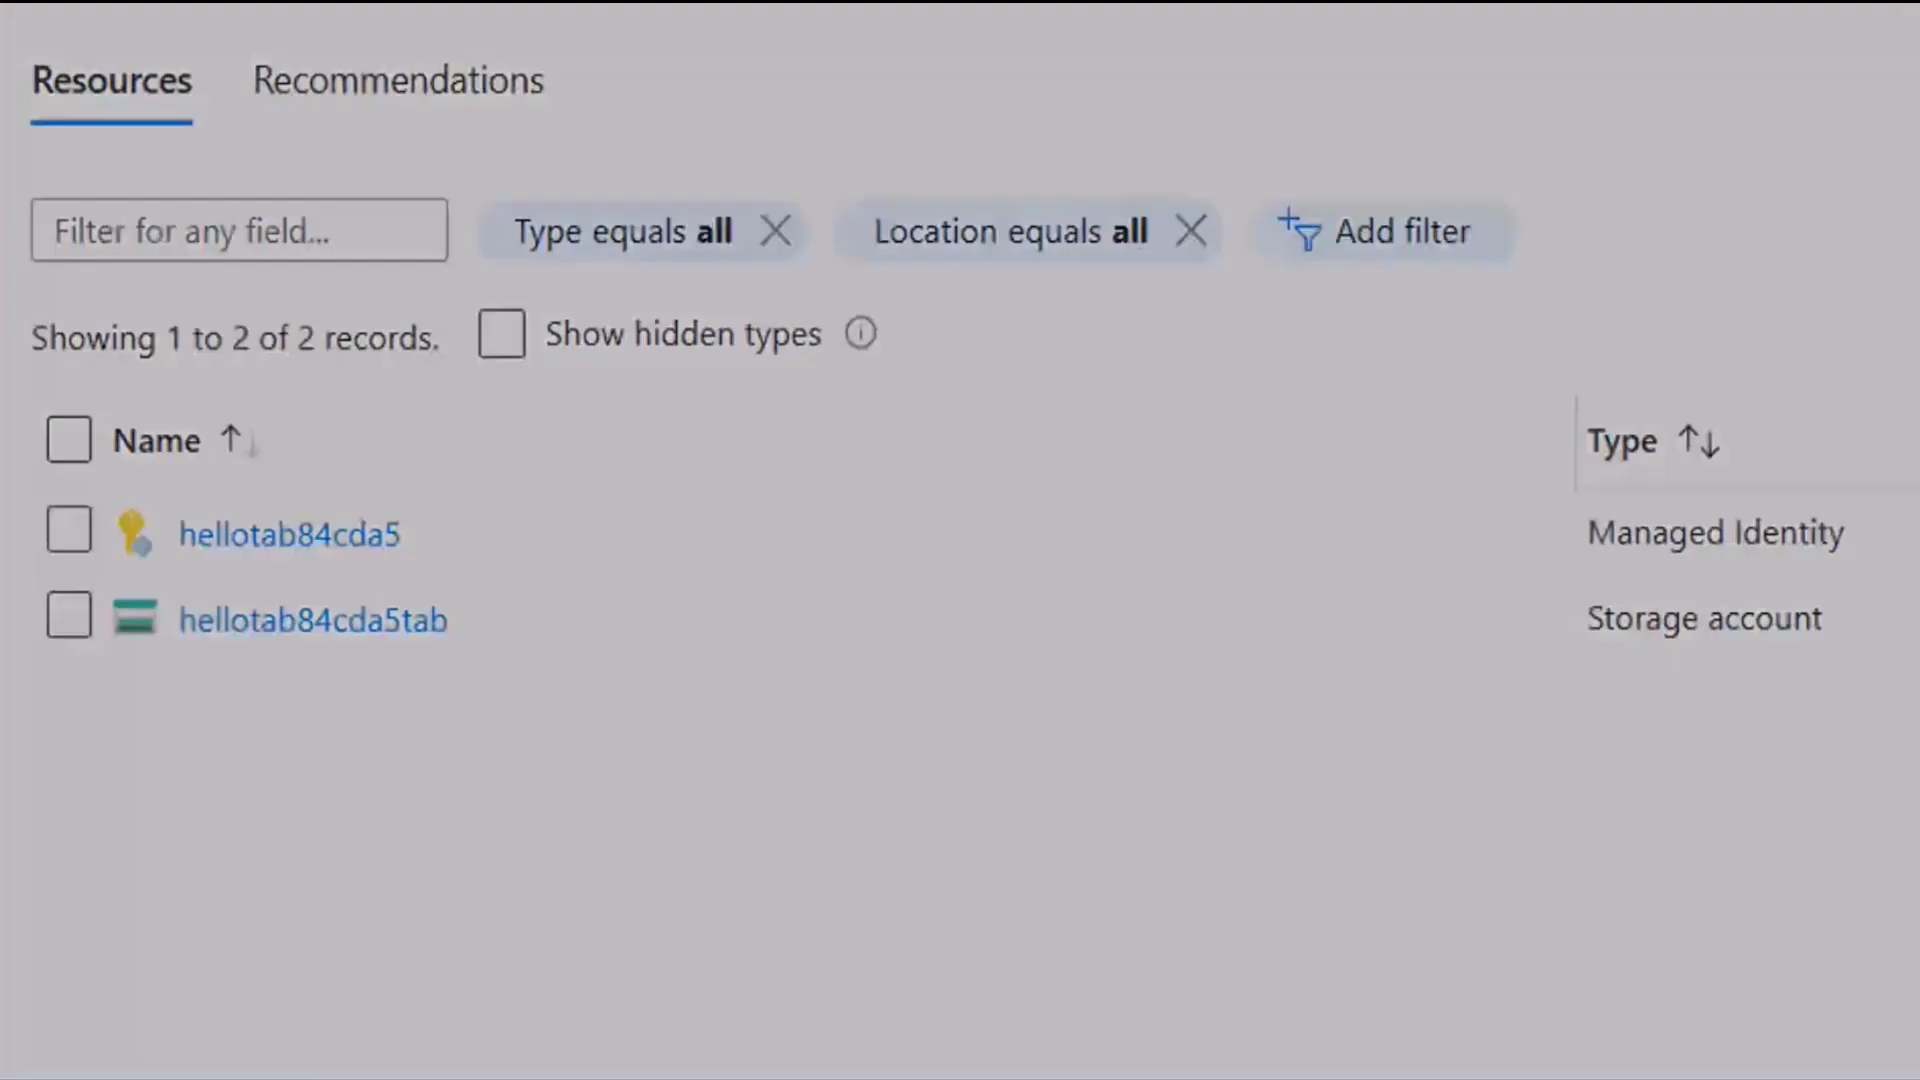 Resources Recommendations
Filter for any field... Type equals all Location equals all Add filter
Showing 1 to 2 of 2 records. Show hidden types
Name Type
hellotab84cda5 Managed Identity
hellotab84cda5tab Storage account